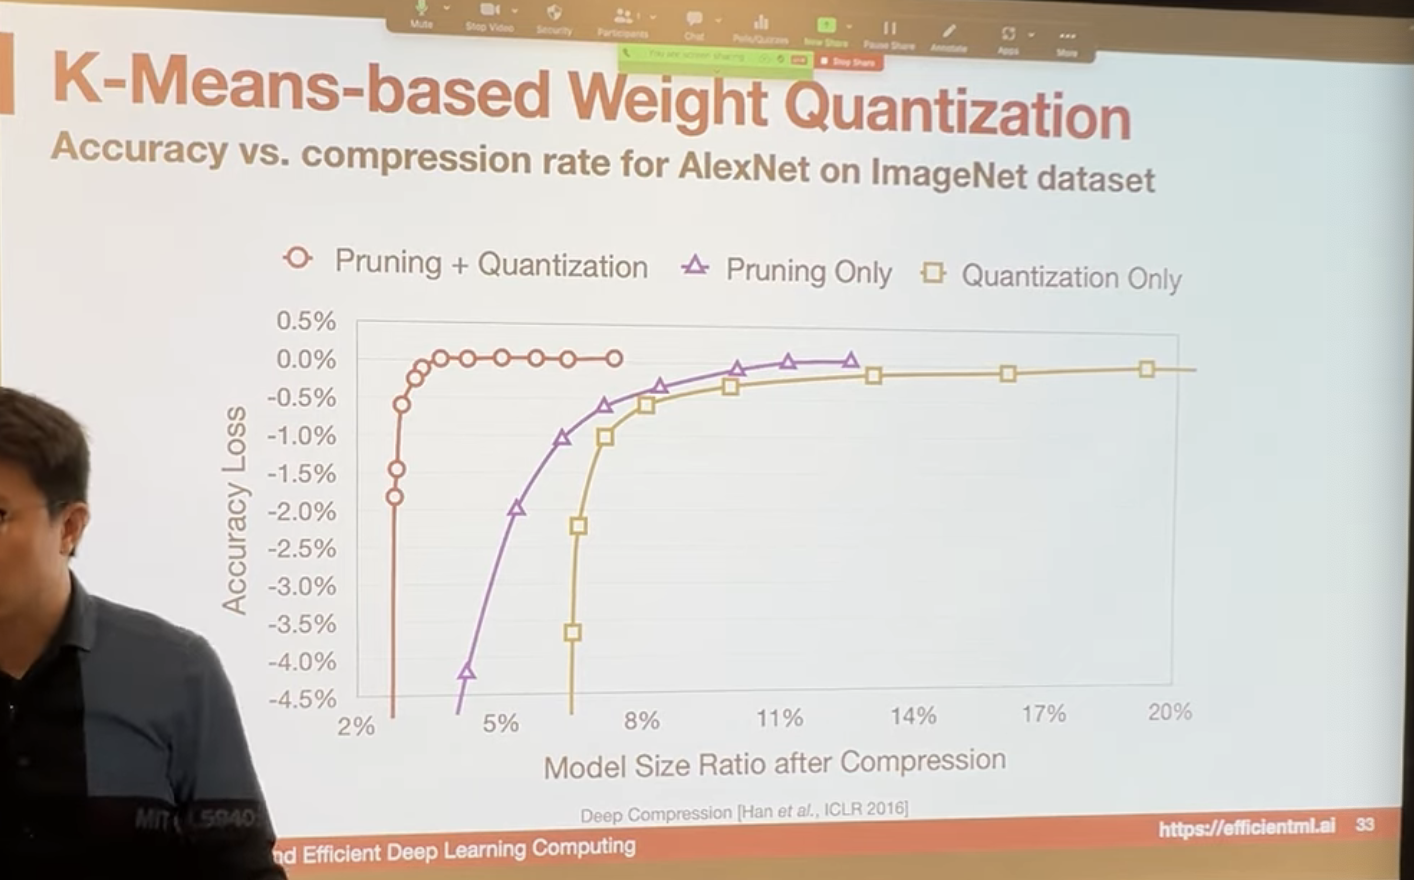 Mute Stop Video Security Participants Chat Polls/Quizzes New Share Pause Share Annotate Apps More
You are screen sharing Stop Share
K-Means-based Weight Quantization
Accuracy vs. compression rate for AlexNet on ImageNet dataset
Pruning + Quantization Pruning Only Quantization Only
0.5%
0.0%
-0.5%
-1.0%
-1.5%
-2.0%
-2.5%
-3.0%
-3.5%
-4.0%
-4.5%
Accuracy Loss
2% 5% 8% 11% 14% 17% 20%
Model Size Ratio after Compression
Deep Compression [Han et al., ICLR 2016]
nd Efficient Deep Learning Computing
https://efficientml.ai 33